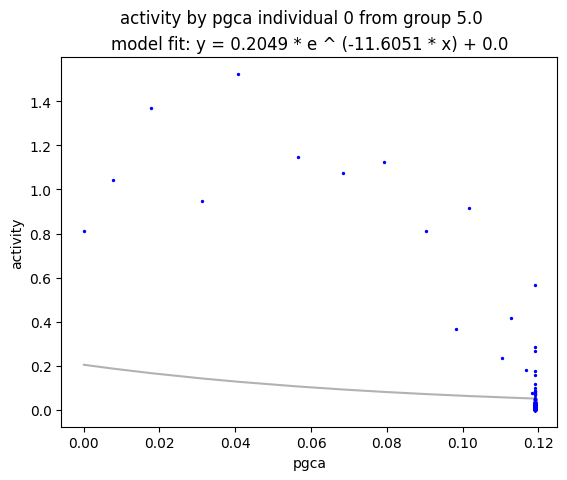 activity by pgca individual 0 from group 5.0
model fit: y = 0.2049 * e ^ (-11.6051 * x) + 0.0
1.4
1.2
1.0
0.8
0.6
0.4
0.2
0.0
activity
0.00 0.02 0.04 0.06 0.08 0.10 0.12
pgca